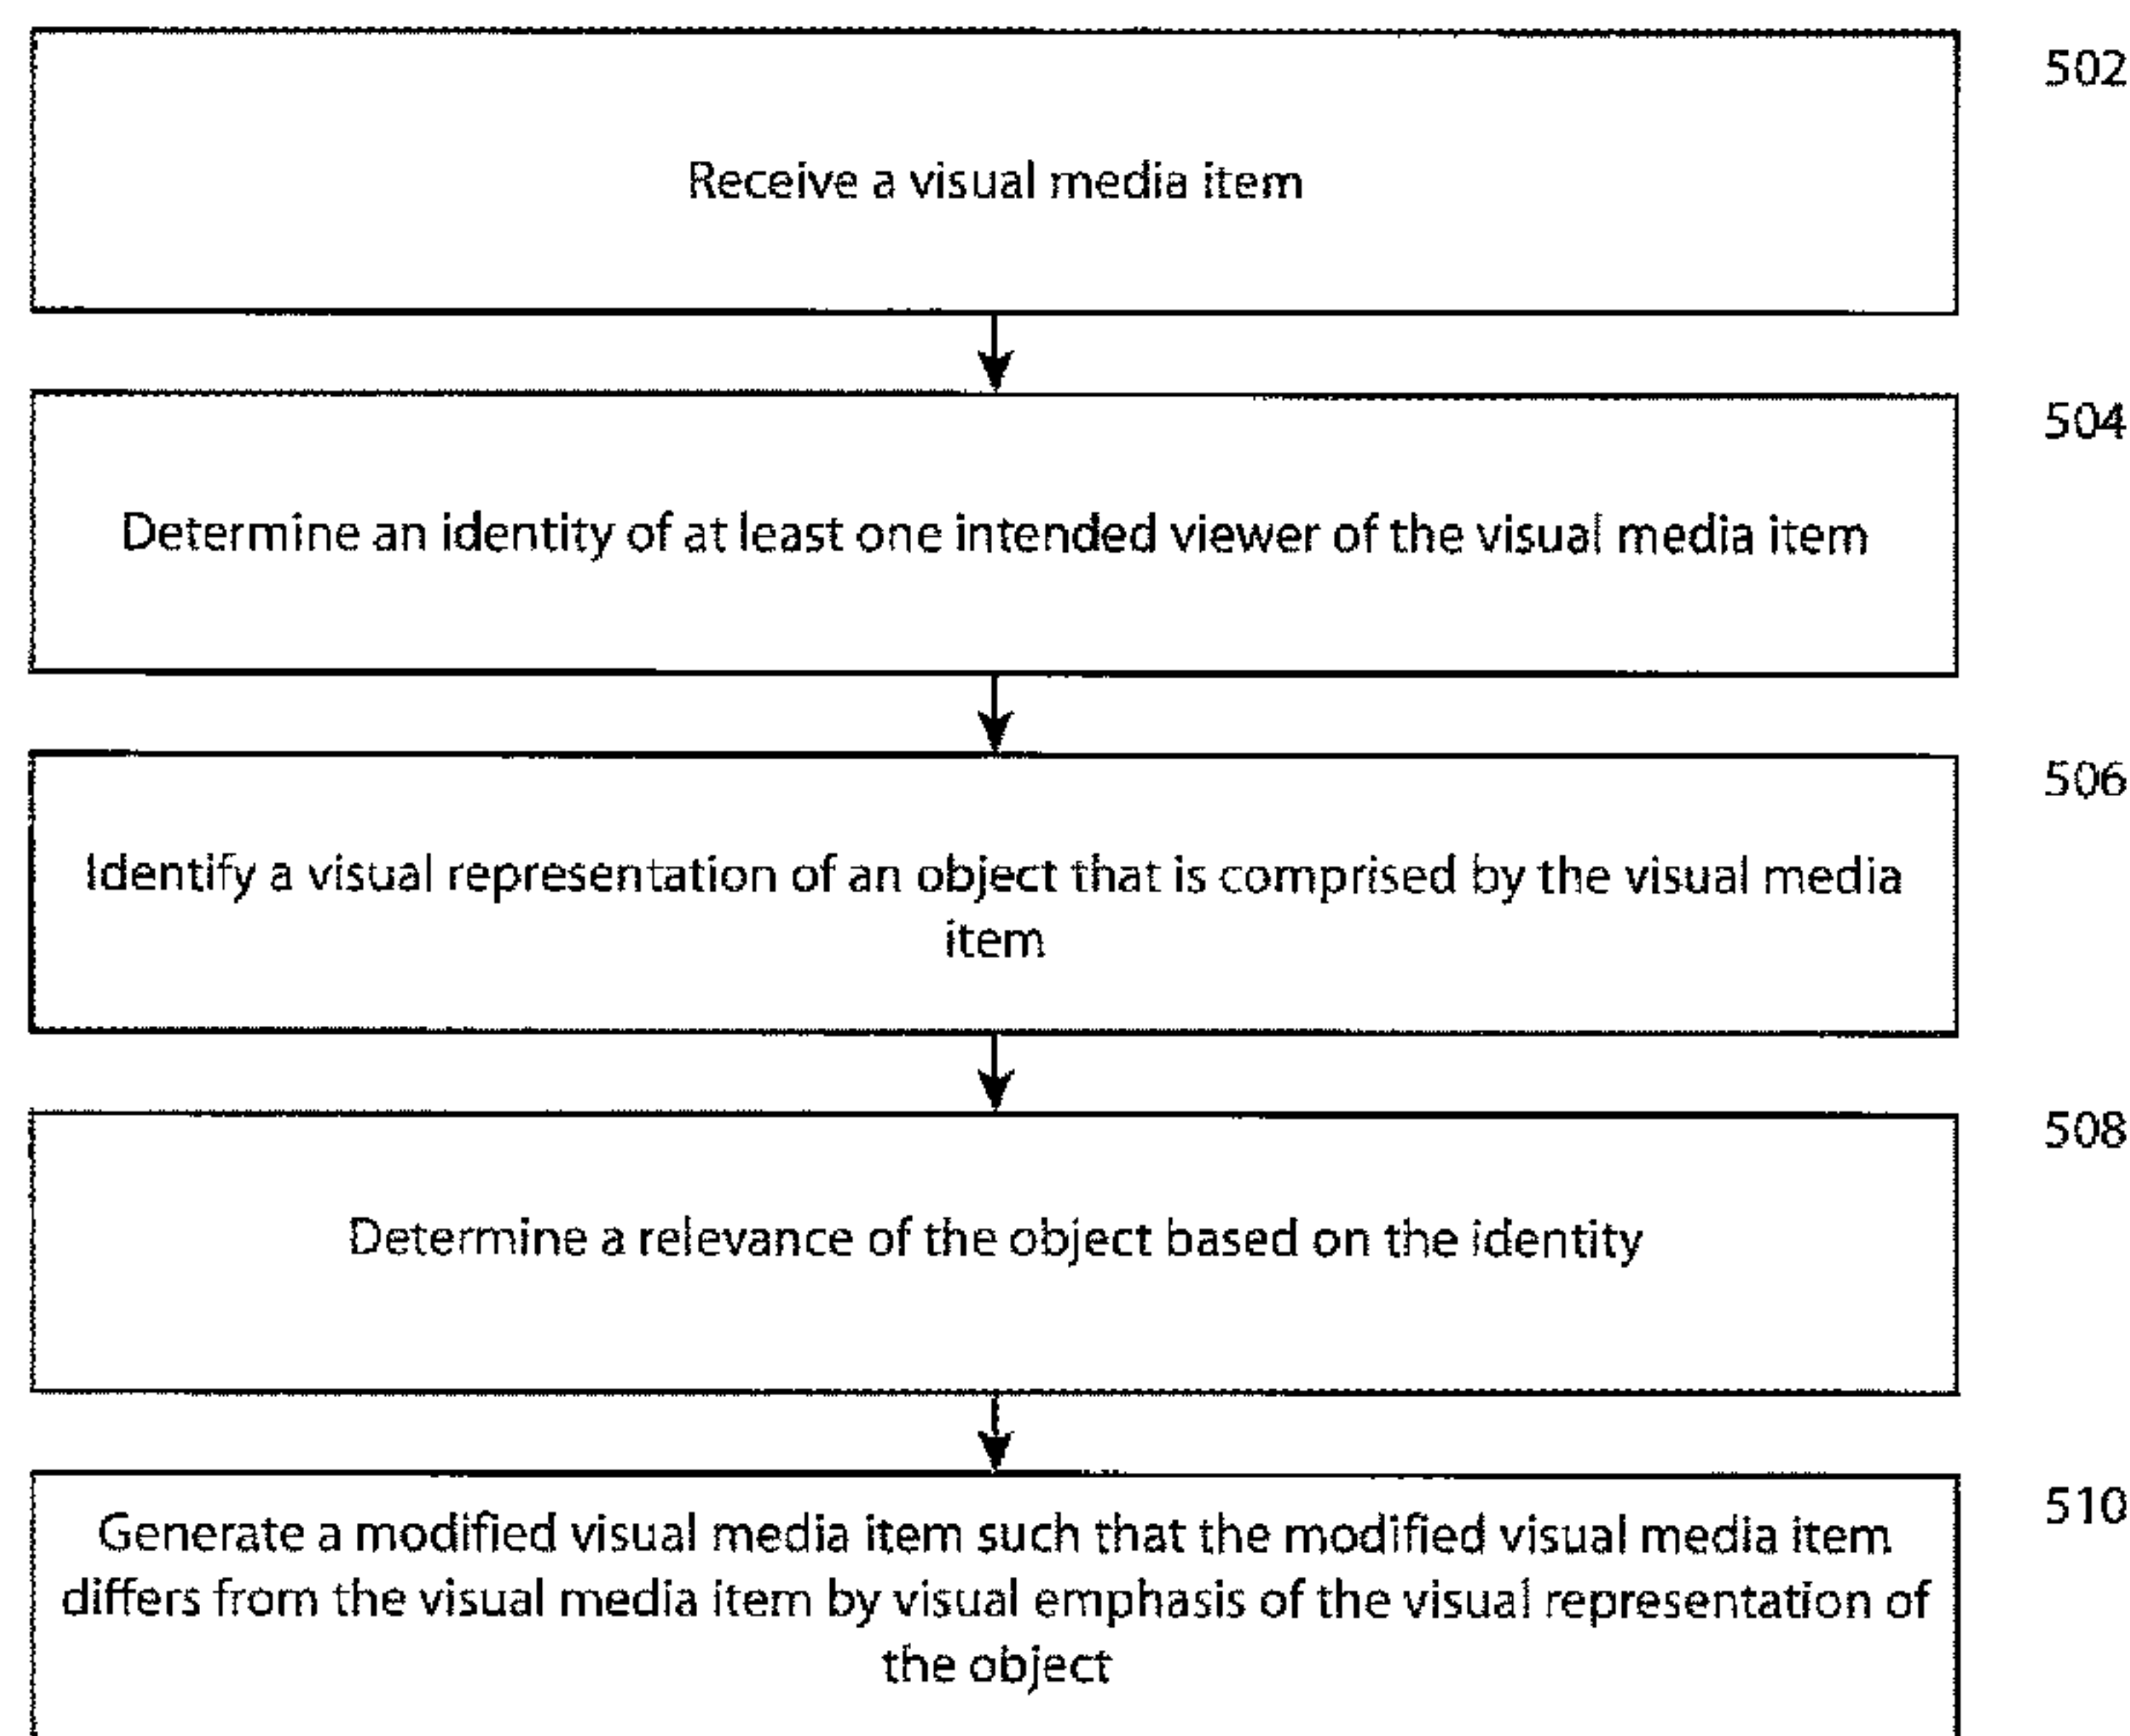 502
Receive a visual media item
504
Determine an identity of at least one intended viewer of the visual media item
506
Identify a visual representation of an object that is comprised by the visual media
item
508
Determine a relevance of the object based on the identity
510
Generate a modified visual media item such that the modified visual media item
differs from the visual media item by visual emphasis of the visual representation of
the object